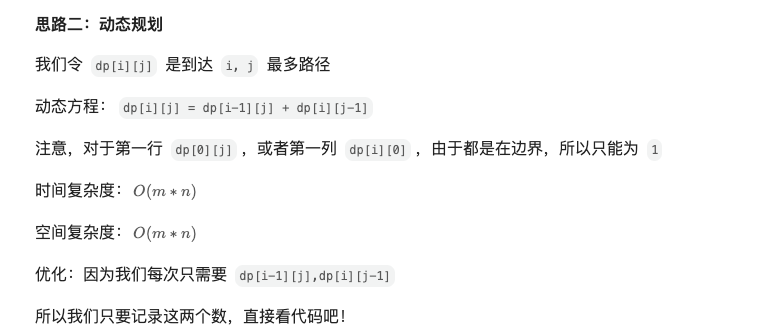 思路二：动态规划
我们令 dp[i][j] 是到达 i, j 最多路径
动态方程：dp[i][j] = dp[i-1][j] + dp[i][j-1]
注意，对于第一行 dp[0][j]，或者第一列 dp[i][0]，由于都是在边界，所以只能为 1
时间复杂度：O(m * n)
空间复杂度：O(m * n)
优化：因为我们每次只需要 dp[i-1][j],dp[i][j-1]
所以我们只要记录这两个数，直接看代码吧！